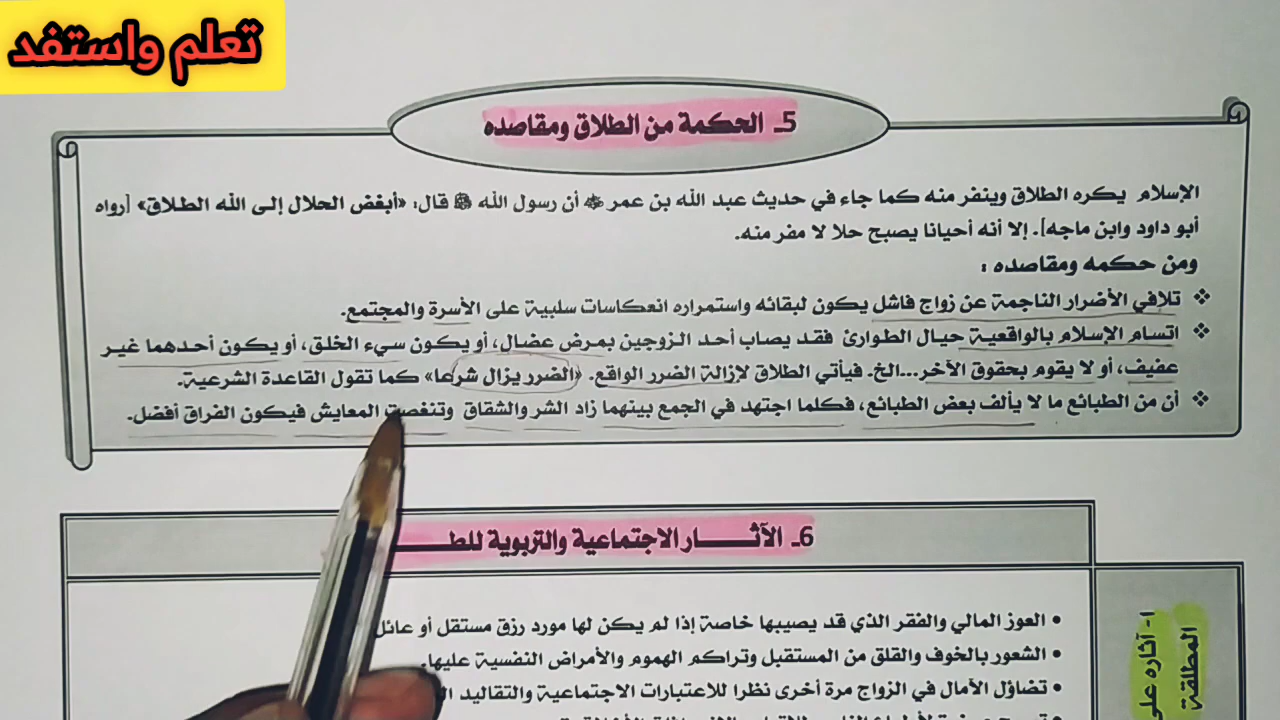 تعلم واستفد
5ـ الحكمة من الطلاق ومقاصده
الإسلام يكره الطلاق وينفر منه كما جاء في حديث عبد الله بن عمر أن رسول الله ﷺ قال: «أبغض الحلال إلى الله الطلاق» [رواه
أبو داود وابن ماجه]. إلا أنه أحيانا يصبح حلا لا مفر منه.
ومن حكمه ومقاصده :
❖ تلافي الأضرار الناجمة عن زواج فاشل يكون لبقائه واستمراره انعكاسات سلبية على الأسرة والمجتمع.
❖ اتسام الإسلام بالواقعية حيال الطوارئ فقد يصاب أحد الزوجين بمرض عضال، أو يكون سيء الخلق، أو يكون أحدهما غير
عفيف، أو لا يقوم بحقوق الآخر...الخ. فيأتي الطلاق لإزالة الضرر الواقع. «الضرر يزال شرعا» كما تقول القاعدة الشرعية.
❖ أن من الطبائع ما لا يألف بعض الطبائع، فكلما اجتهد في الجمع بينهما زاد الشر والشقاق وتنغصت المعايش فيكون الفراق أفضل.
6ـ الآثـــــار الاجتماعية والتربوية
1- آثاره على
المطلقة
• العوز المالي والفقر الذي قد يصيبها خاصة إذا لم يكن لها مورد رزق مستقل أو عائل
• الشعور بالخوف والقلق من المستقبل وتراكم الهموم والأمراض النفسية عليها.
• تضاؤل الآمال في الزواج مرة أخرى نظرا للاعتبارات الاجتماعية والتقاليد